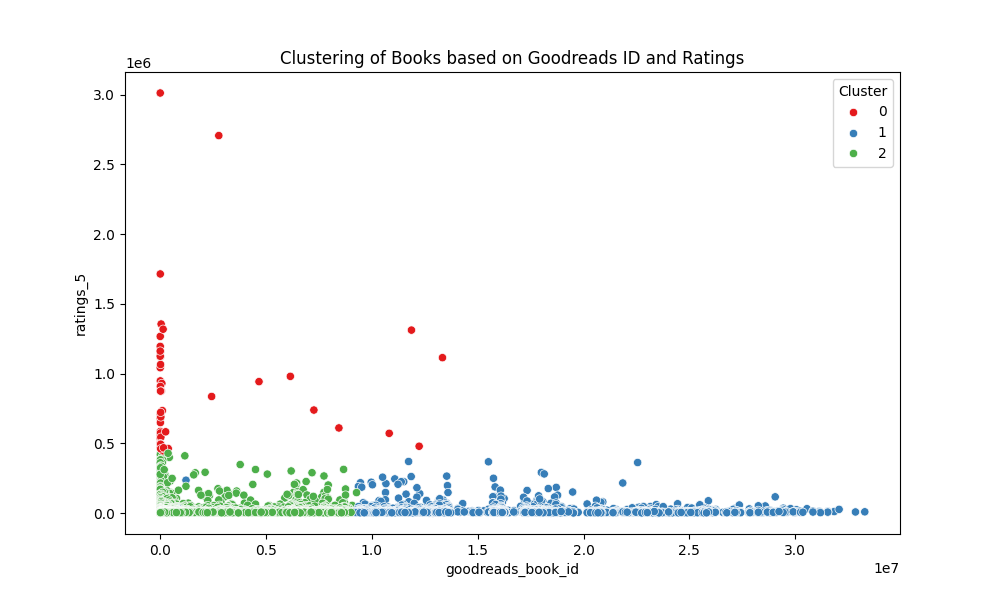 Clustering of Books based on Goodreads ID and Ratings
1e6
3.0
2.5
2.0
1.5
1.0
0.5
0.0
ratings_5
Cluster
0
1
2
0.0 0.5 1.0 1.5 2.0 2.5 3.0
1e7
goodreads_book_id